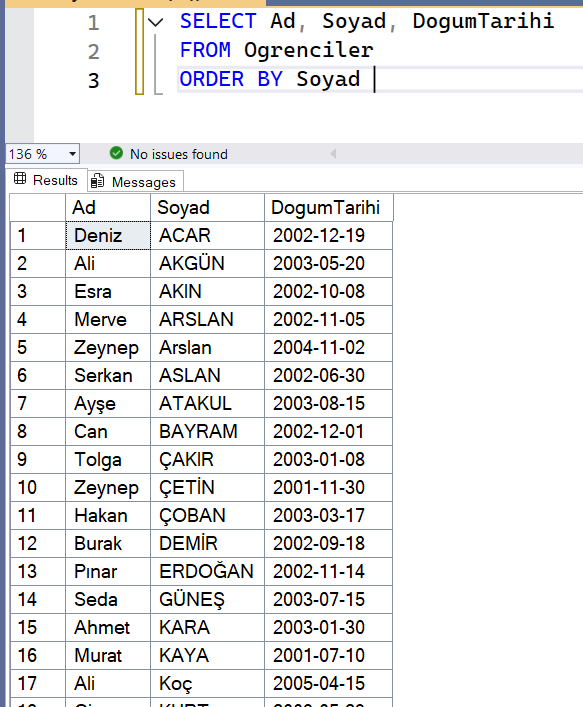 1 SELECT Ad, Soyad, DogumTarihi
2 FROM Ogrenciler
3 ORDER BY Soyad
136 % No issues found
Results Messages
Ad Soyad DogumTarihi
1 Deniz ACAR 2002-12-19
2 Ali AKGÜN 2003-05-20
3 Esra AKIN 2002-10-08
4 Merve ARSLAN 2002-11-05
5 Zeynep Arslan 2004-11-02
6 Serkan ASLAN 2002-06-30
7 Ayşe ATAKUL 2003-08-15
8 Can BAYRAM 2002-12-01
9 Tolga ÇAKIR 2003-01-08
10 Zeynep ÇETİN 2001-11-30
11 Hakan ÇOBAN 2003-03-17
12 Burak DEMİR 2002-09-18
13 Pınar ERDOĞAN 2002-11-14
14 Seda GÜNEŞ 2003-07-15
15 Ahmet KARA 2003-01-30
16 Murat KAYA 2001-07-10
17 Ali Koç 2005-04-15